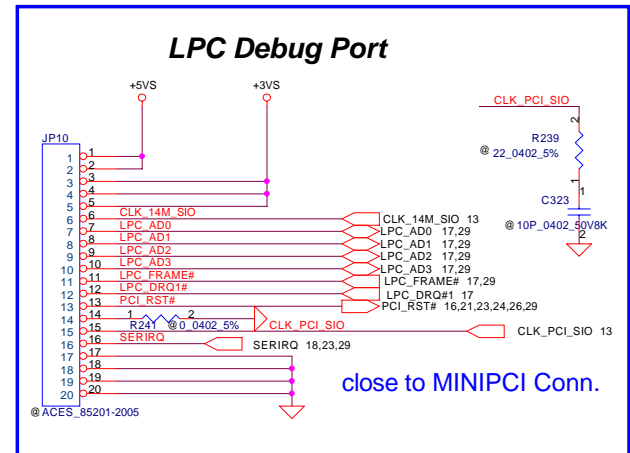 LPC Debug Port
+5VS +3VS
CLK_PCI_SIO
JP10
2
R239
@ 22_0402_5%
1
1
C323
@ 10P_0402_50V8K
2
1 1
2 2
3 3
4 4
5 5
6 6 CLK_14M_SIO CLK_14M_SIO 13
7 7 LPC_AD0 LPC_AD0 17,29
8 8 LPC_AD1 LPC_AD1 17,29
9 9 LPC_AD2 LPC_AD2 17,29
10 10 LPC_AD3 LPC_AD3 17,29
11 11 LPC_FRAME# LPC_FRAME# 17,29
12 12 LPC_DRQ1# LPC_DRQ#1 17
13 13 PCI_RST# PCI_RST# 16,21,23,24,26,29
14 14 1 2
R241 @0_0402_5%
15 15 CLK_PCI_SIO CLK_PCI_SIO 13
16 16 SERIRQ SERIRQ 18,23,29
17 17
18 18
19 19
20 20
close to MINIPCI Conn.
@ ACES_85201-2005